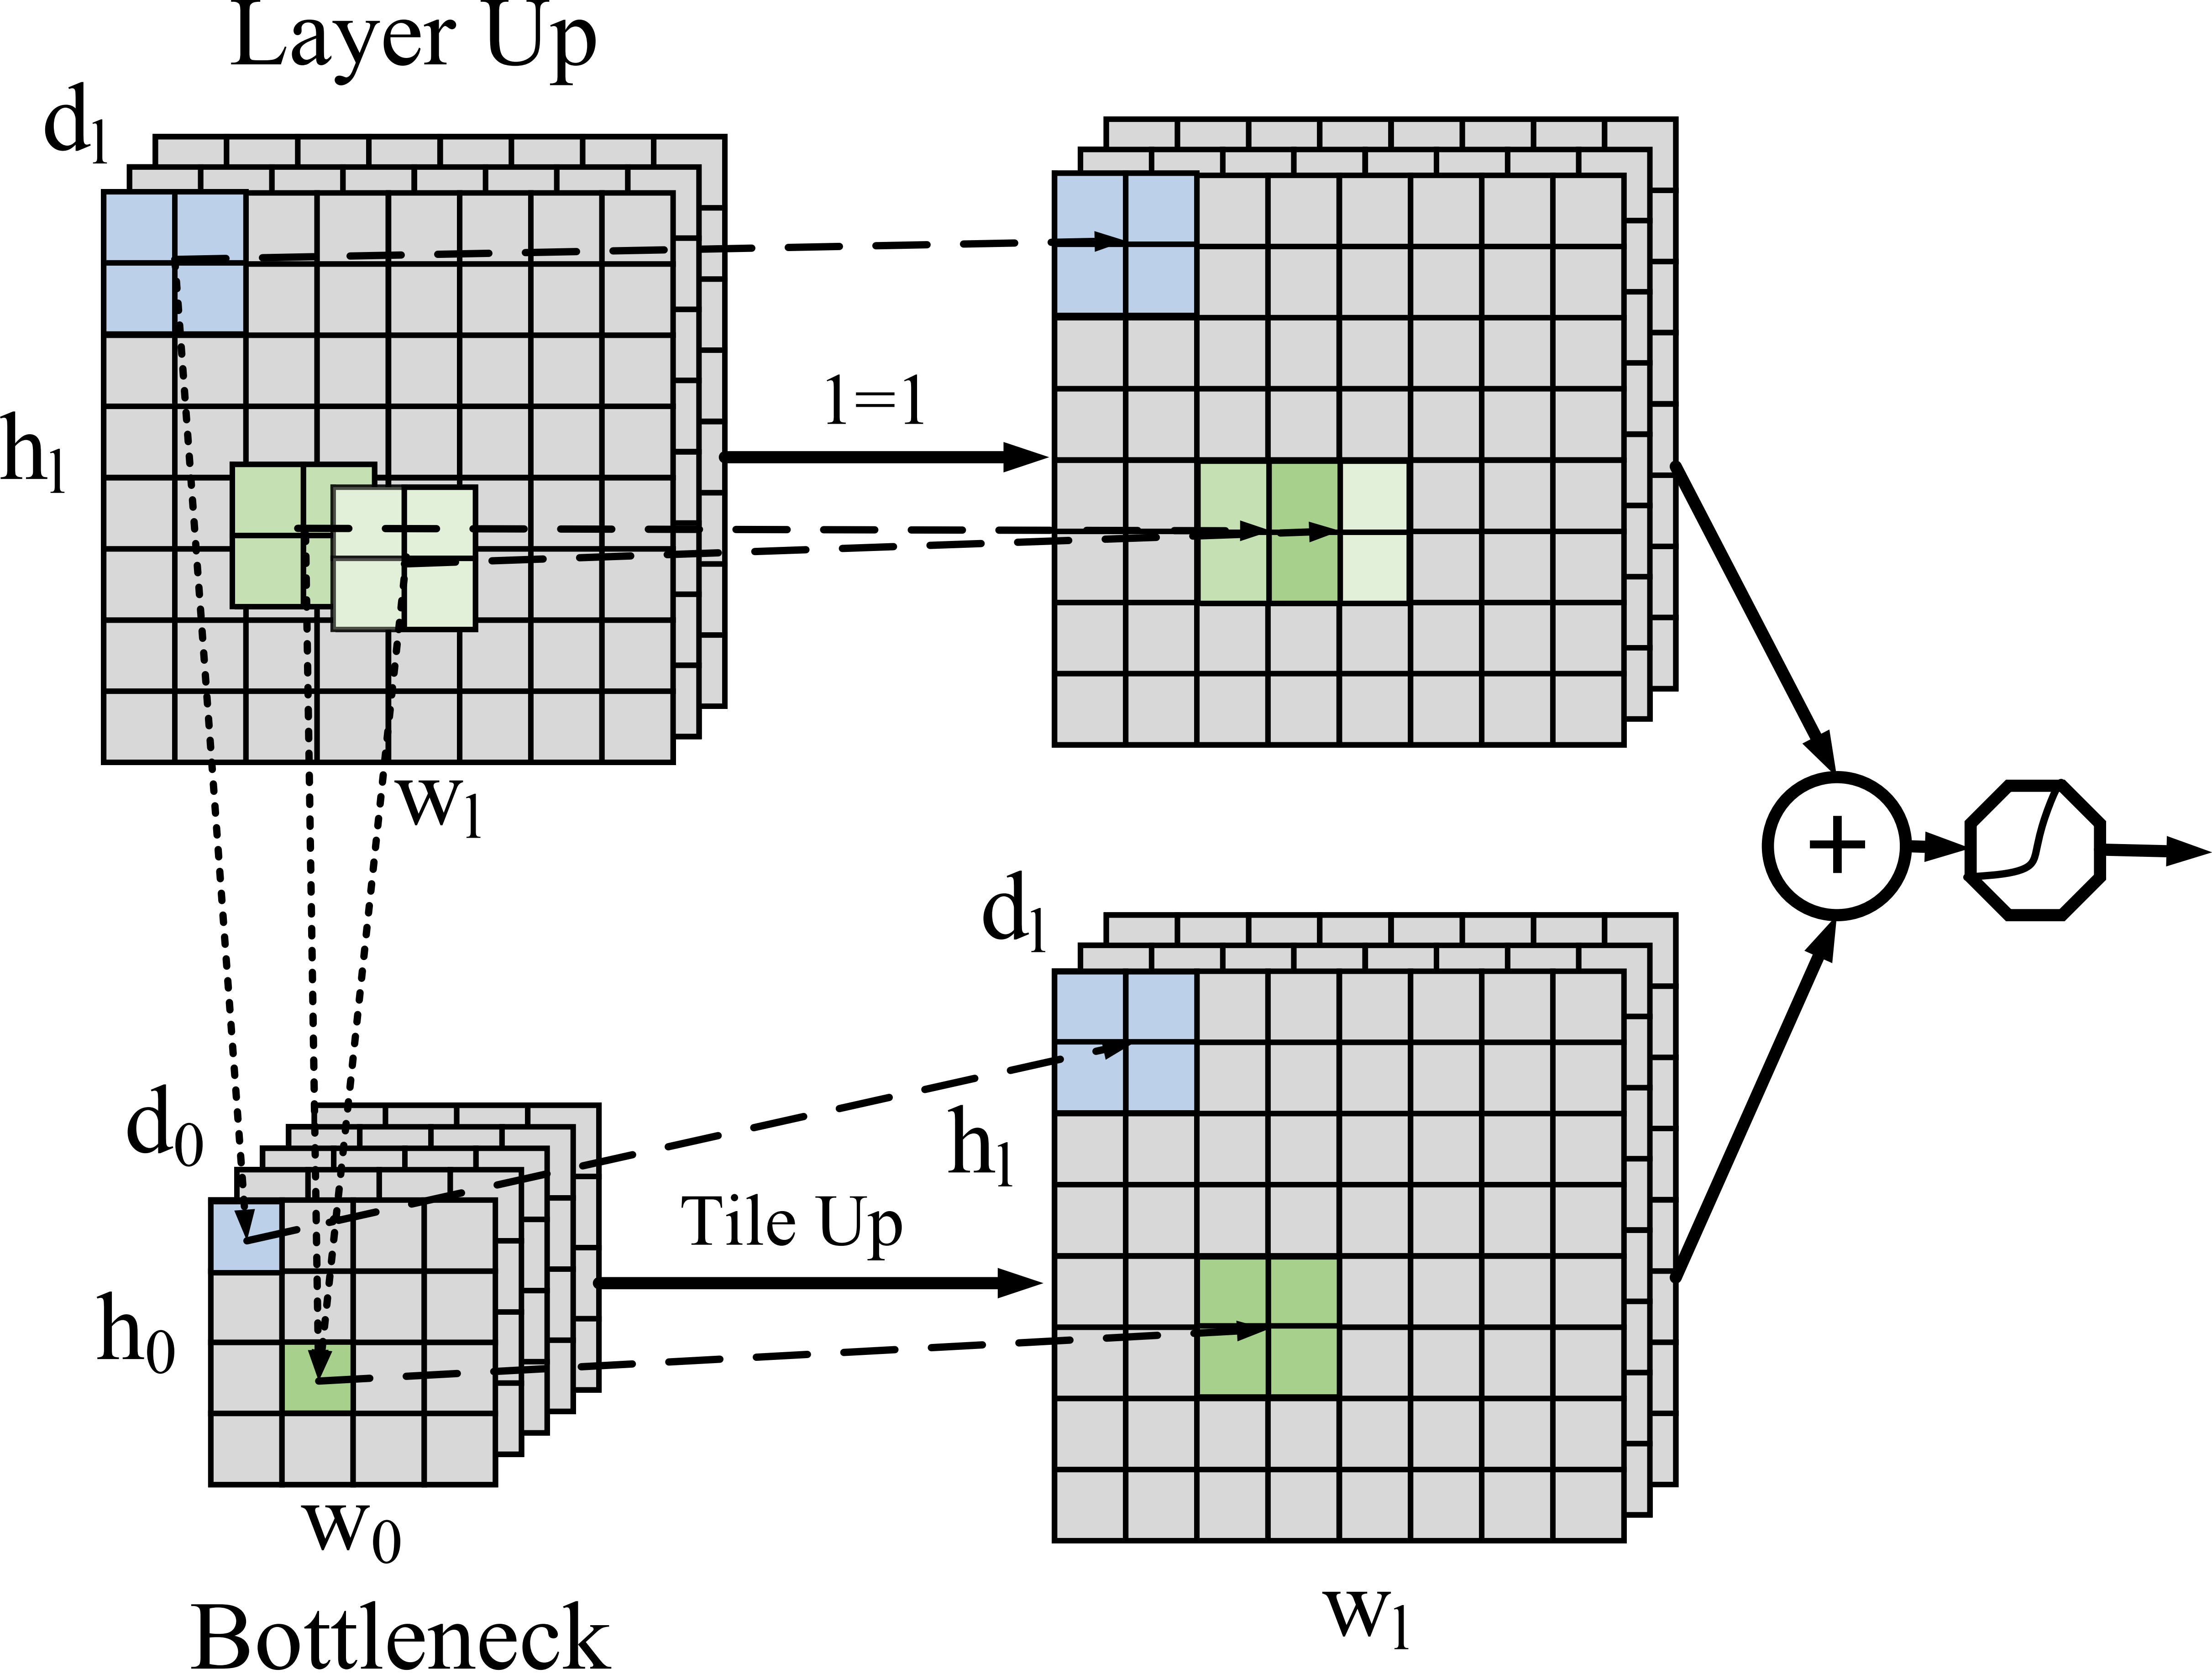 Layer Up
d₁
h₁
l=1
w₁
d₁
d₀
h₁
Tile Up
h₀
w₀
w₁
Bottleneck